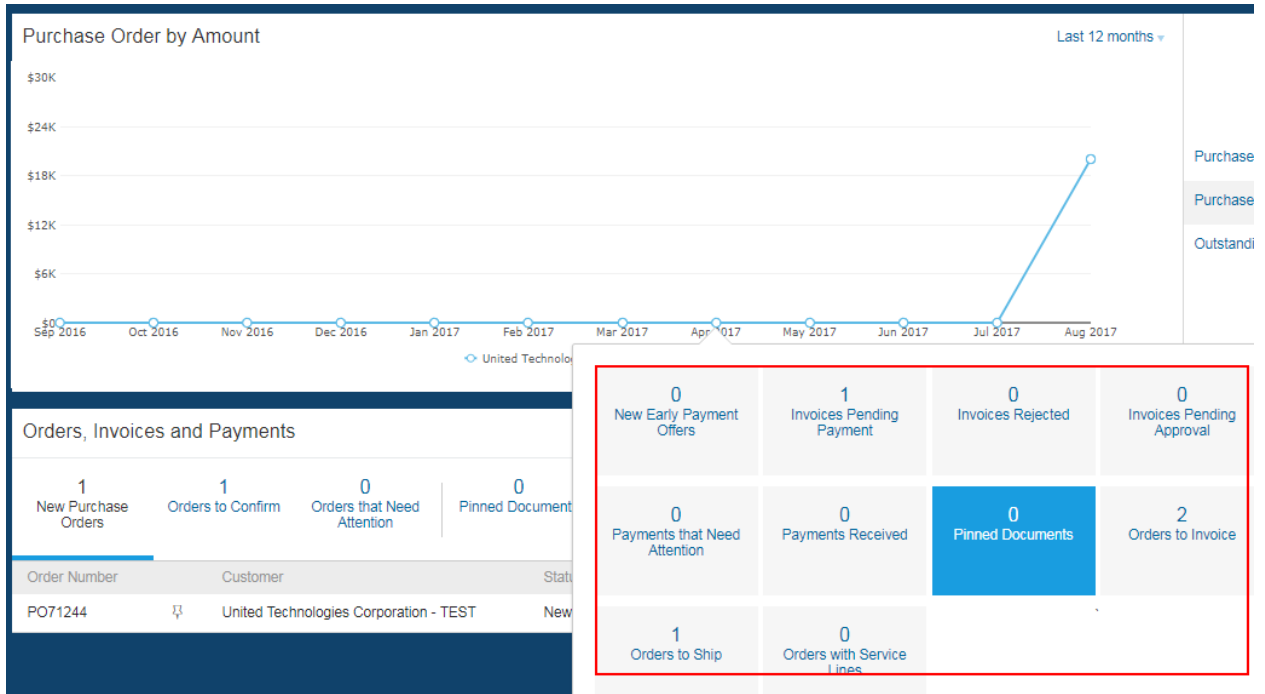 Purchase Order by Amount
Last 12 months
$30K
$24K
$18K
$12K
$6K
$0
Sep 2016 Oct 2016 Nov 2016 Dec 2016 Jan 2017 Feb 2017 Mar 2017 Apr 2017 May 2017 Jun 2017 Jul 2017 Aug 2017
United Technolo
Purchase
Purchase
Outstandi
Orders, Invoices and Payments
1
New Purchase
Orders
1
Orders to Confirm
0
Orders that Need
Attention
0
Pinned Document
Order Number Customer Statu
PO71244 United Technologies Corporation - TEST New
0
New Early Payment
Offers
1
Invoices Pending
Payment
0
Invoices Rejected
0
Invoices Pending
Approval
0
Payments that Need
Attention
0
Payments Received
0
Pinned Documents
2
Orders to Invoice
1
Orders to Ship
0
Orders with Service
Lines